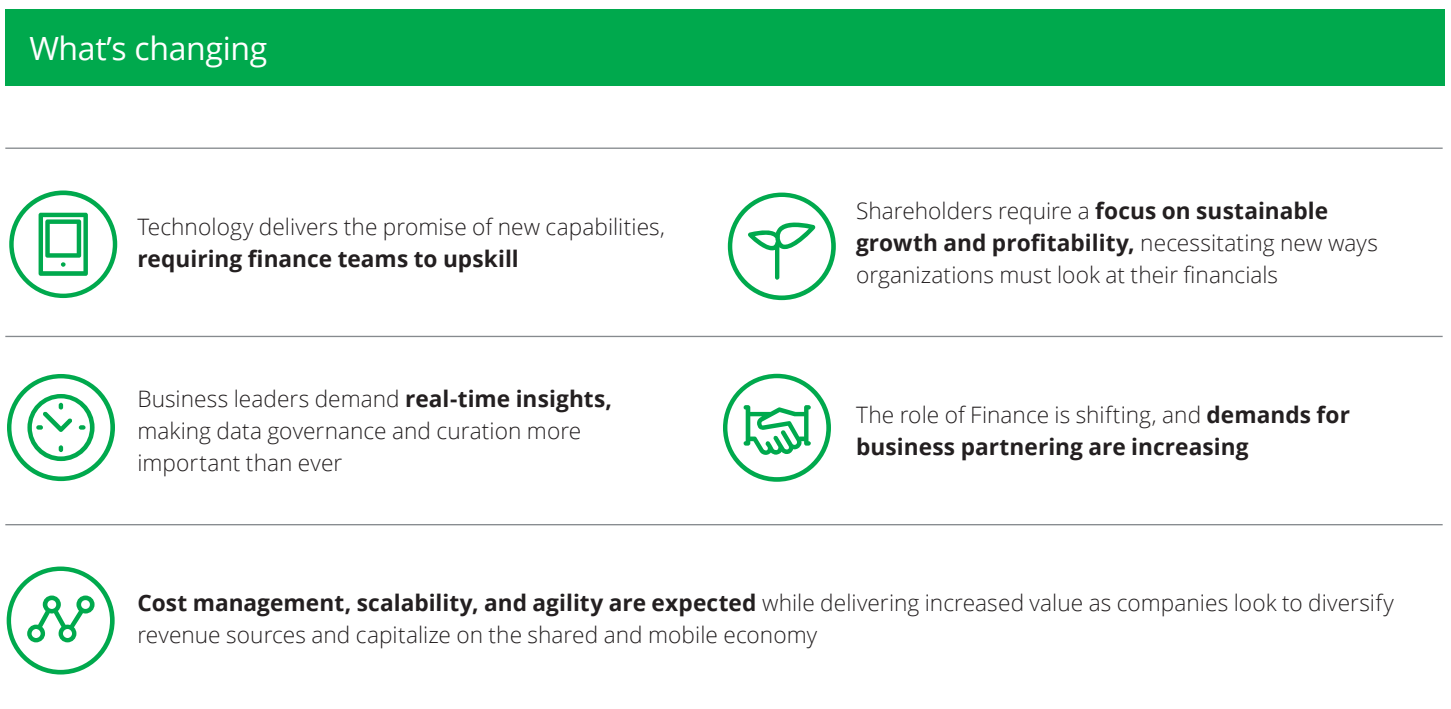 What’s changing
Technology delivers the promise of new capabilities,
requiring finance teams to upskill
Shareholders require a focus on sustainable
growth and profitability, necessitating new ways
organizations must look at their financials
Business leaders demand real-time insights,
making data governance and curation more
important than ever
The role of Finance is shifting, and demands for
business partnering are increasing
Cost management, scalability, and agility are expected while delivering increased value as companies look to diversify
revenue sources and capitalize on the shared and mobile economy